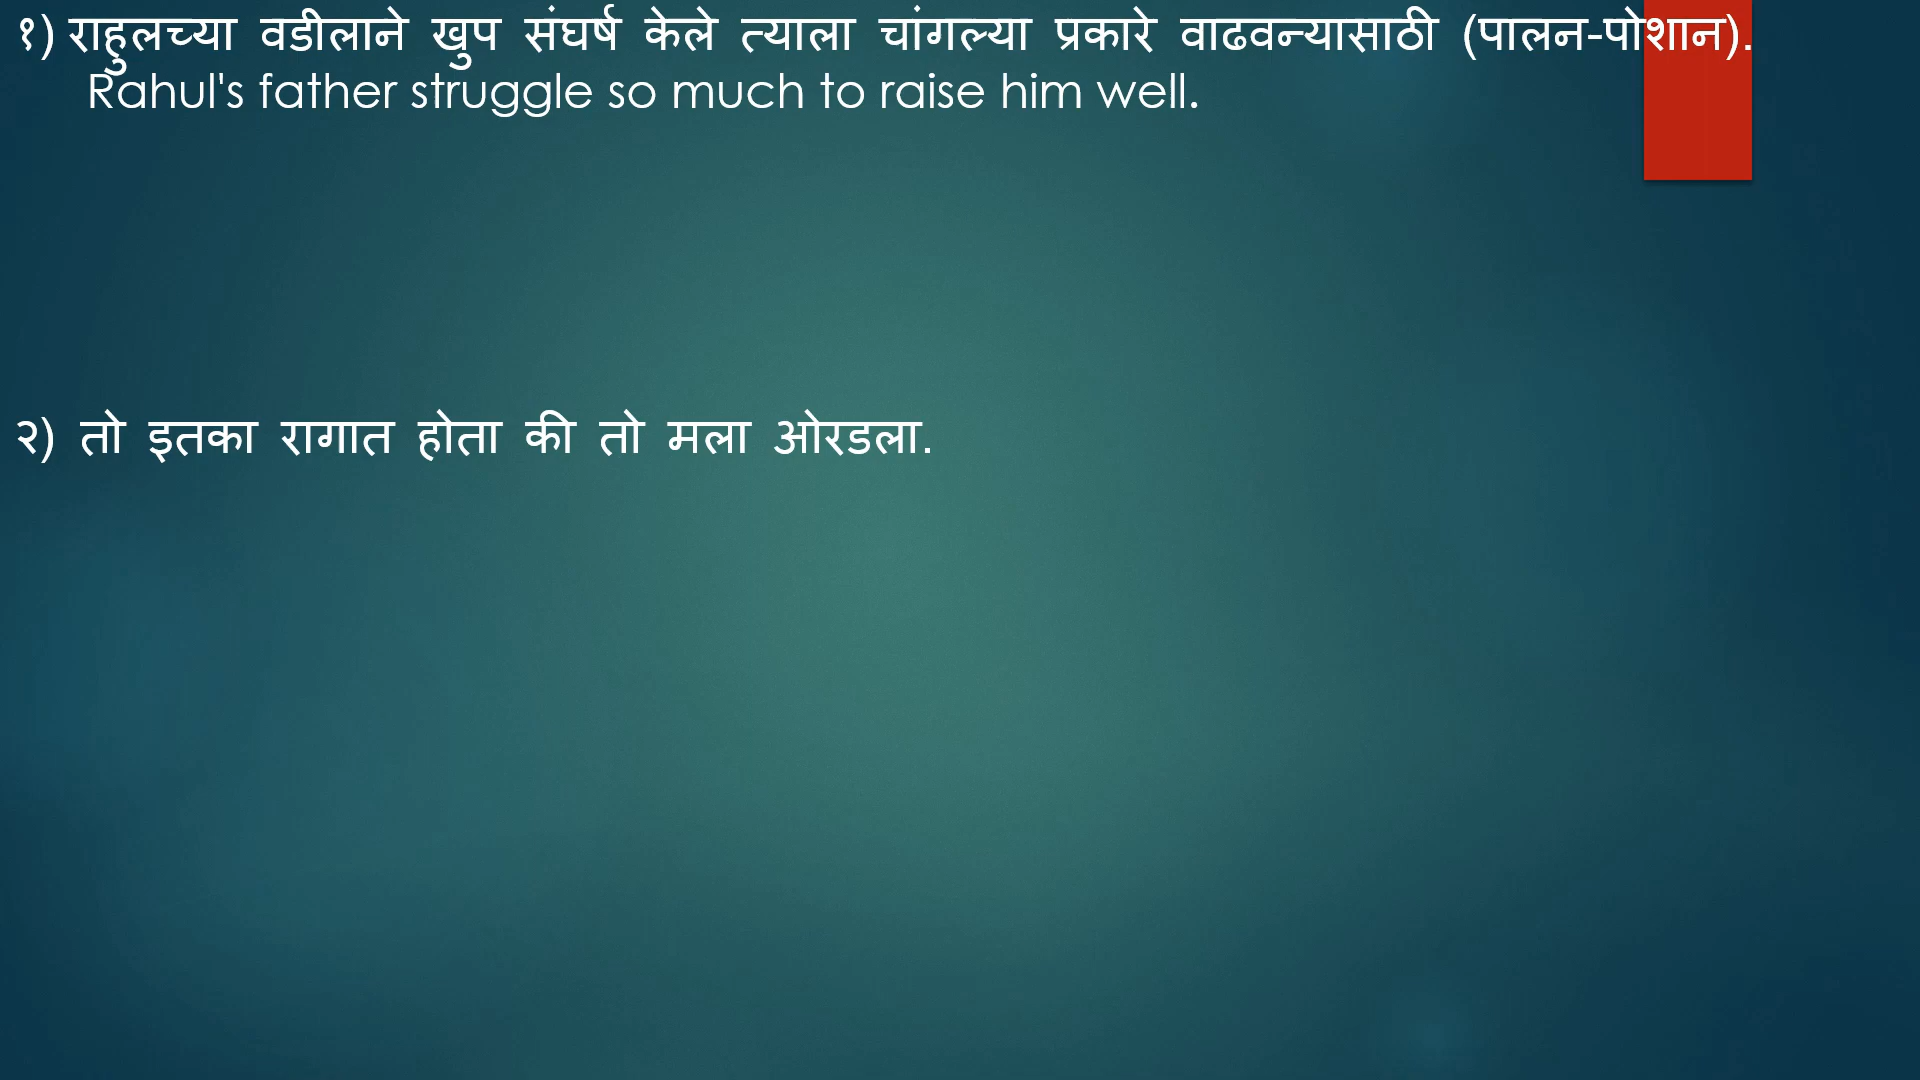 १) राहुलच्या वडीलाने खुप संघर्ष केले त्याला चांगल्या प्रकारे वाढवन्यासाठी (पालन-पोशान).
Rahul's father struggle so much to raise him well.
२) तो इतका रागात होता की तो मला ओरडला.